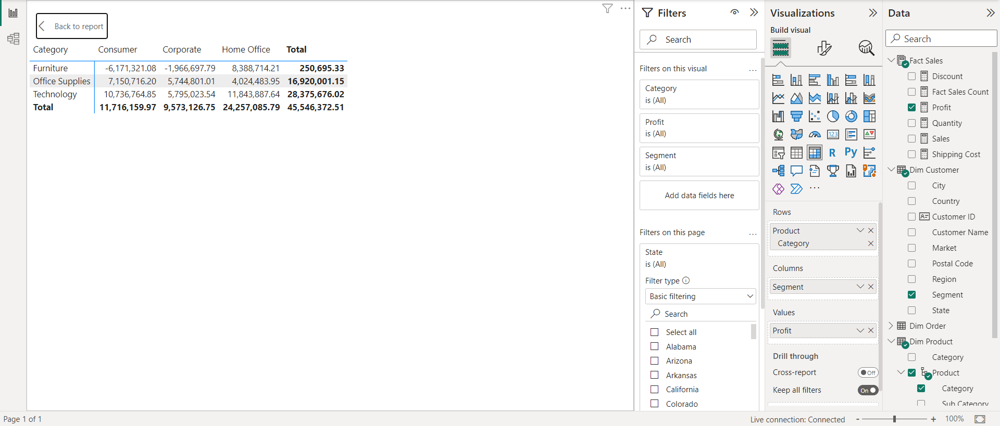 Back to report
Category Consumer Corporate Home Office Total
Furniture -6,171,321.08 -1,966,697.79 8,388,714.21 250,695.33
Office Supplies 7,150,716.20 5,744,801.01 4,024,483.95 16,920,001.15
Technology 10,736,764.85 5,795,023.54 11,843,887.64 28,375,676.02
Total 11,716,159.97 9,573,126.75 24,257,085.79 45,546,372.51
Filters
Search
Filters on this visual
Category
is (All)
Profit
is (All)
Segment
is (All)
Add data fields here
Filters on this page
State
is (All)
Filter type
Basic filtering
Search
Select all
Alabama
Arizona
Arkansas
California
Colorado
Visualizations
Build visual
123
R
Py
Rows
Product
Category
Columns
Segment
Values
Profit
Drill through
Cross-report
Off
Keep all filters
On
Data
Search
Fact Sales
Discount
Fact Sales Count
Profit
Quantity
Sales
Shipping Cost
Dim Customer
City
Country
Customer ID
Customer Name
Market
Postal Code
Region
Segment
State
Dim Order
Dim Product
Category
Product
Category
Sub Category
Page 1 of 1
Live connection: Connected
- + 100%